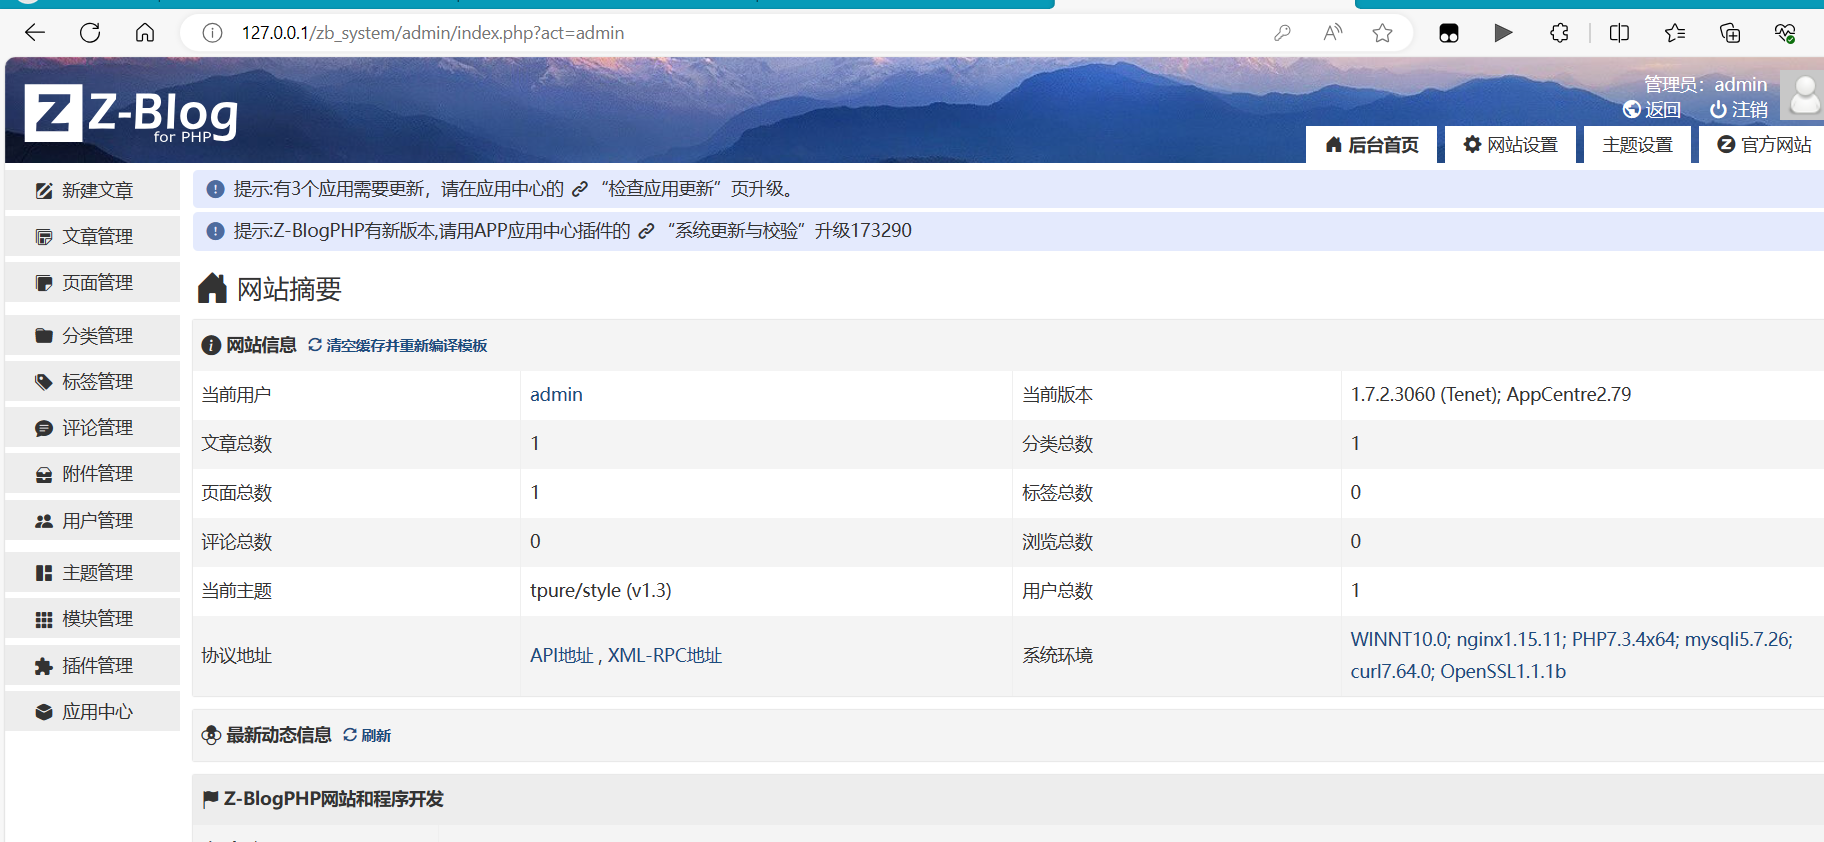 127.0.0.1/zb_system/admin/index.php?act=admin
Z Z-Blog
for PHP
管理员：admin
返回 注销
后台首页 网站设置 主题设置 官方网站
新建文章
文章管理
页面管理
分类管理
标签管理
评论管理
附件管理
用户管理
主题管理
模块管理
插件管理
应用中心
提示:有3个应用需要更新，请在应用中心的 “检查应用更新”页升级。
提示:Z-BlogPHP有新版本,请用APP应用中心插件的 “系统更新与校验”升级173290
网站摘要
网站信息 清空缓存并重新编译模板
当前用户 admin 当前版本 1.7.2.3060 (Tenet); AppCentre2.79
文章总数 1 分类总数 1
页面总数 1 标签总数 0
评论总数 0 浏览总数 0
当前主题 tpure/style (v1.3) 用户总数 1
协议地址 API地址 , XML-RPC地址 系统环境 WINNT10.0; nginx1.15.11; PHP7.3.4x64; mysqli5.7.26;
curl7.64.0; OpenSSL1.1.1b
最新动态信息 刷新
Z-BlogPHP网站和程序开发